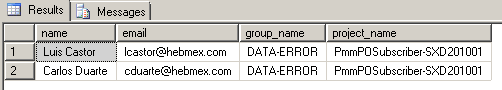 Results Messages
name email group_name project_name
1 Luis Castor lcastor@hebmex.com DATA-ERROR PmmPOSubscriber-SXD201001
2 Carlos Duarte cduarte@hebmex.com DATA-ERROR PmmPOSubscriber-SXD201001